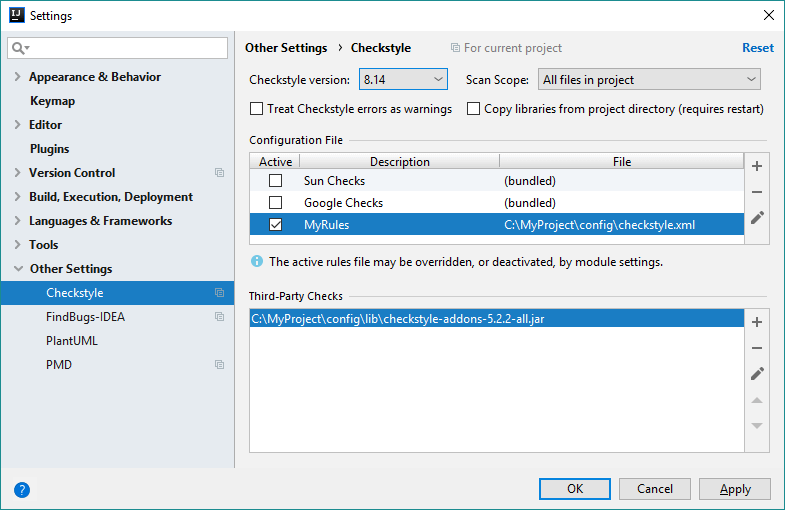 IJ Settings
Other Settings › Checkstyle For current project Reset
Appearance & Behavior
Keymap
Editor
Plugins
Version Control
Build, Execution, Deployment
Languages & Frameworks
Tools
Other Settings
Checkstyle
FindBugs-IDEA
PlantUML
PMD
Checkstyle version: 8.14 Scan Scope: All files in project
Treat Checkstyle errors as warnings Copy libraries from project directory (requires restart)
Configuration File
Active Description File
Sun Checks (bundled)
Google Checks (bundled)
MyRules C:\MyProject\config\checkstyle.xml
The active rules file may be overridden, or deactivated, by module settings.
Third-Party Checks
C:\MyProject\config\lib\checkstyle-addons-5.2.2-all.jar
? OK Cancel Apply